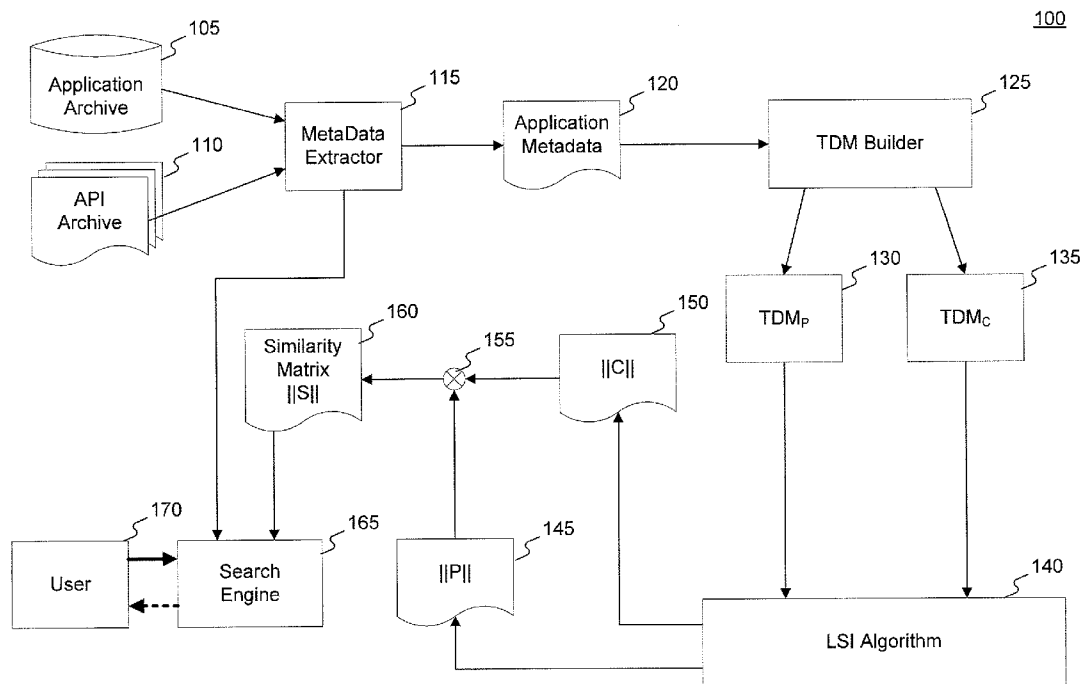 100
105
Application
Archive
110
API
Archive
115
MetaData
Extractor
120
Application
Metadata
125
TDM Builder
130
TDMP
135
TDMC
160
Similarity
Matrix
||S||
155
150
||C||
170
User
165
Search
Engine
145
||P||
140
LSI Algorithm